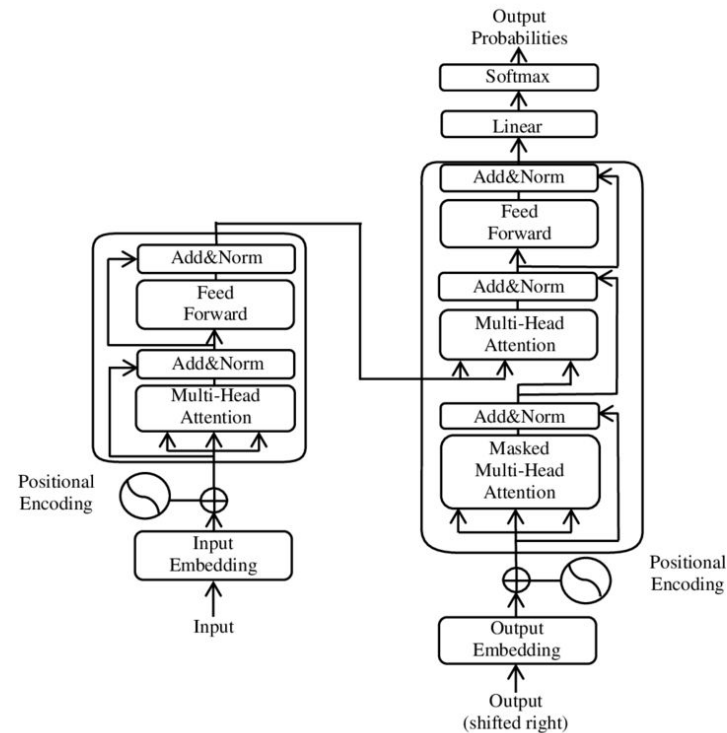 Output
Probabilities
Softmax
Linear
Add&Norm
Feed
Forward
Add&Norm
Multi-Head
Attention
Add&Norm
Masked
Multi-Head
Attention
Positional
Encoding
Output
Embedding
Output
(shifted right)
Add&Norm
Feed
Forward
Add&Norm
Multi-Head
Attention
Positional
Encoding
Input
Embedding
Input